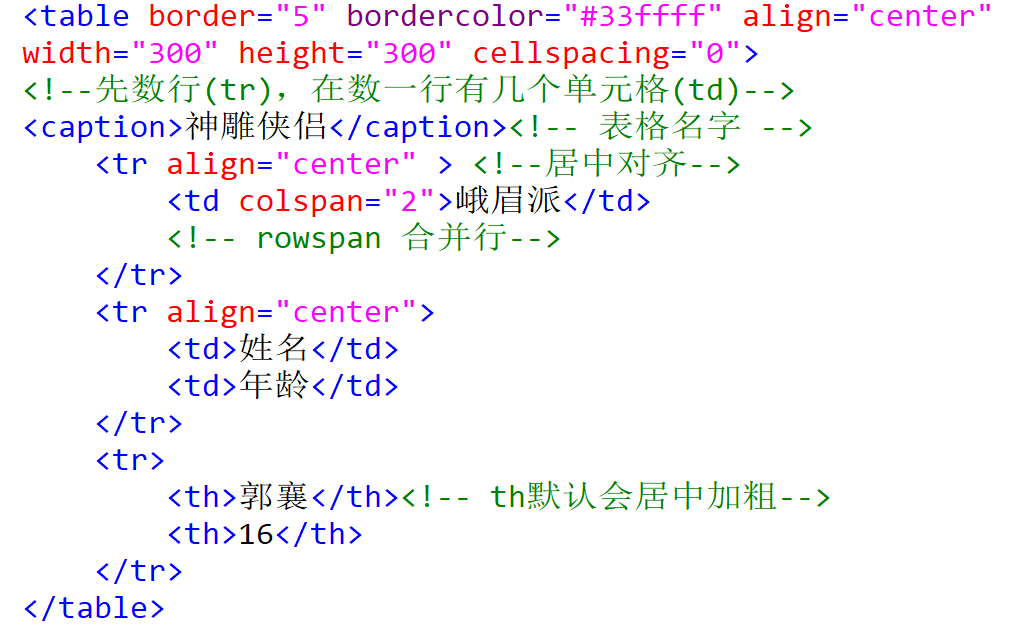 <table border="5" bordercolor="#33ffff" align="center"
width="300" height="300" cellspacing="0">
<!--先数行(tr)，在数一行有几个单元格(td)-->
<caption>神雕侠侣</caption><!-- 表格名字 -->
    <tr align="center" > <!--居中对齐-->
        <td colspan="2">峨眉派</td>
        <!-- rowspan 合并行-->
    </tr>
    <tr align="center">
        <td>姓名</td>
        <td>年龄</td>
    </tr>
    <tr>
        <th>郭襄</th><!-- th默认会居中加粗-->
        <th>16</th>
    </tr>
</table>